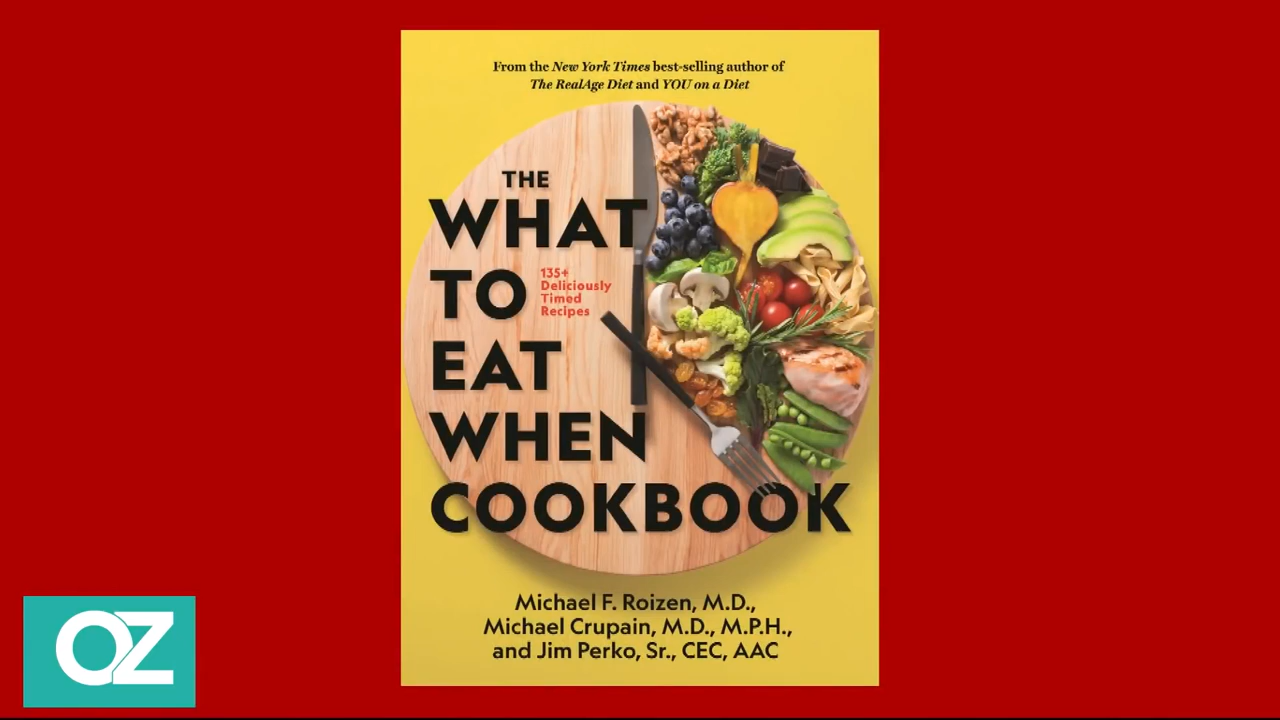 From the New York Times best-selling author of
The RealAge Diet and YOU on a Diet
THE
WHAT
TO
135+
Deliciously
Timed
Recipes
EAT
WHEN
COOKBOOK
Michael F. Roizen, M.D.,
Michael Crupain, M.D., M.P.H.,
and Jim Perko, Sr., CEC, AAC
OZ